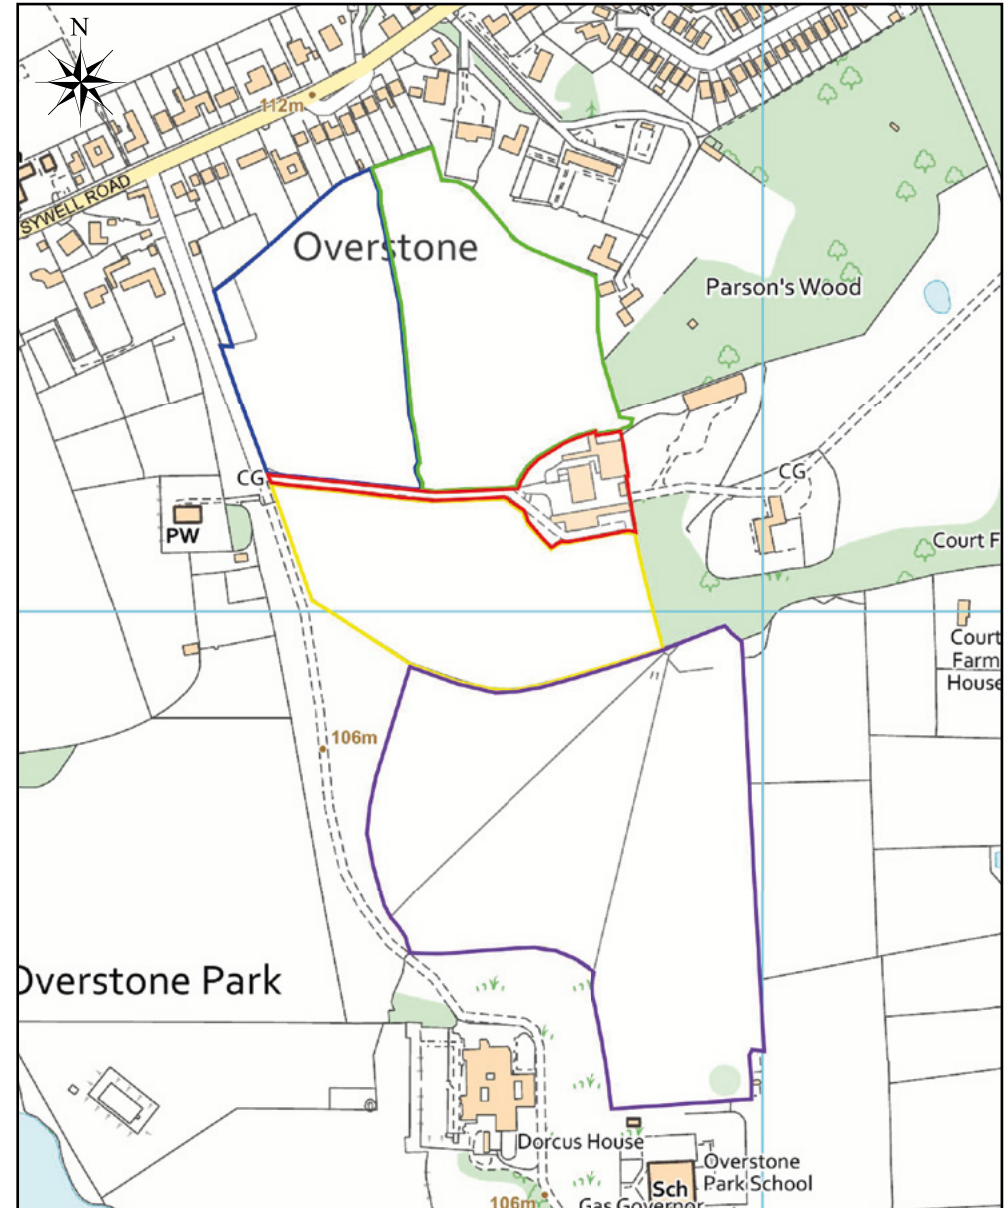 N
112m
SYWELL ROAD
Overstone
Parson's Wood
CG
CG
PW
Court F
Court
Farm
House
106m
Overstone Park
Dorcus House
Overstone
Park School
Sch
106m
Gas Governor